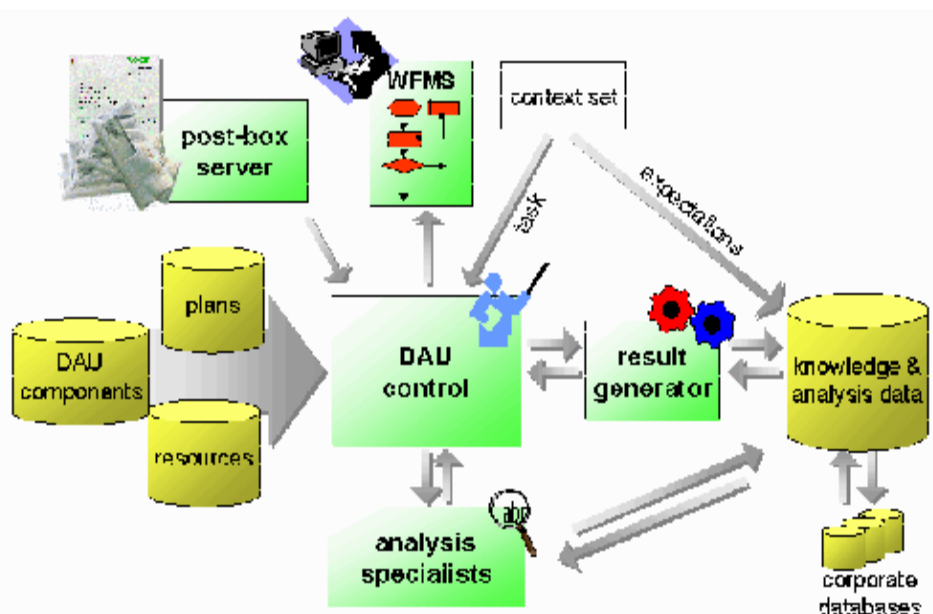 WFMS
context set
post-box
server
task
expectations
plans
DAU
components
resources
DAU
control
result
generator
knowledge &
analysis data
abc
analysis
specialists
corporate
databases